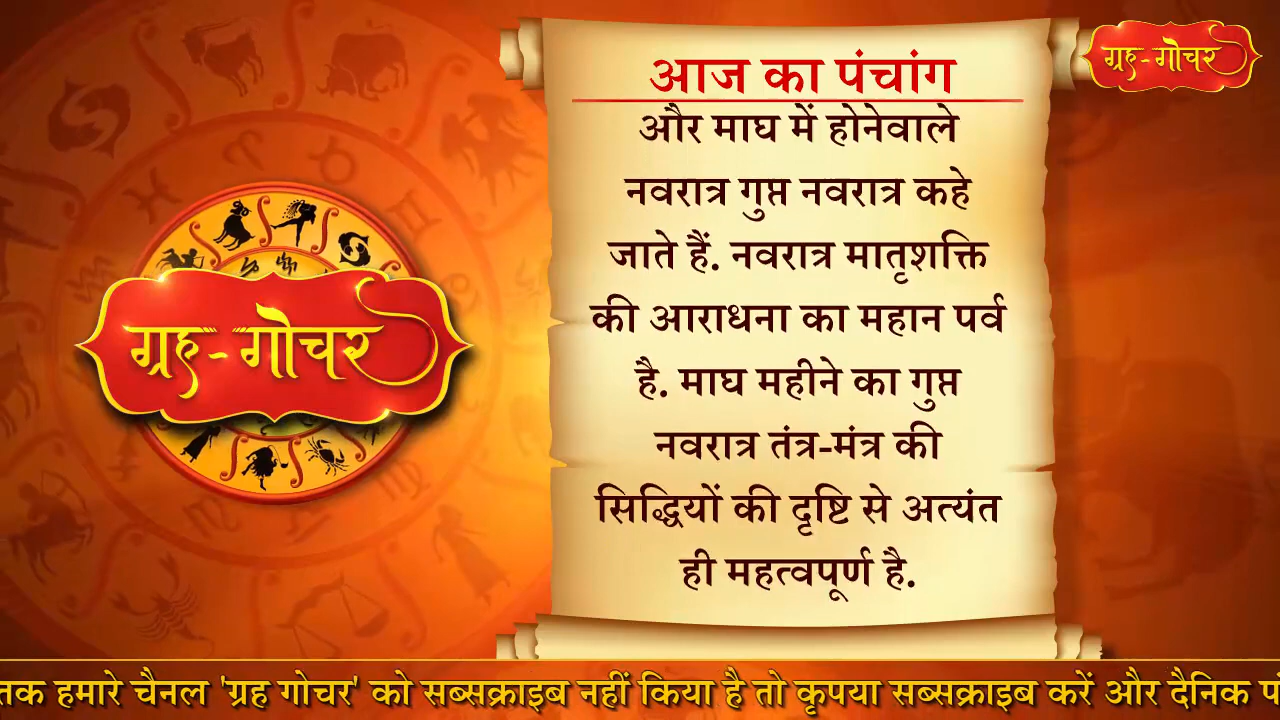 आज का पंचांग
ग्रह-गोचर
और माघ में होनेवाले
नवरात्र गुप्त नवरात्र कहे
जाते हैं. नवरात्र मातृशक्ति
की आराधना का महान पर्व
है. माघ महीने का गुप्त
नवरात्र तंत्र-मंत्र की
सिद्धियों की दृष्टि से अत्यंत
ही महत्वपूर्ण है.
ग्रह-गोचर
तक हमारे चैनल 'ग्रह गोचर' को सब्सक्राइब नहीं किया है तो कृपया सब्सक्राइब करें और दैनिक